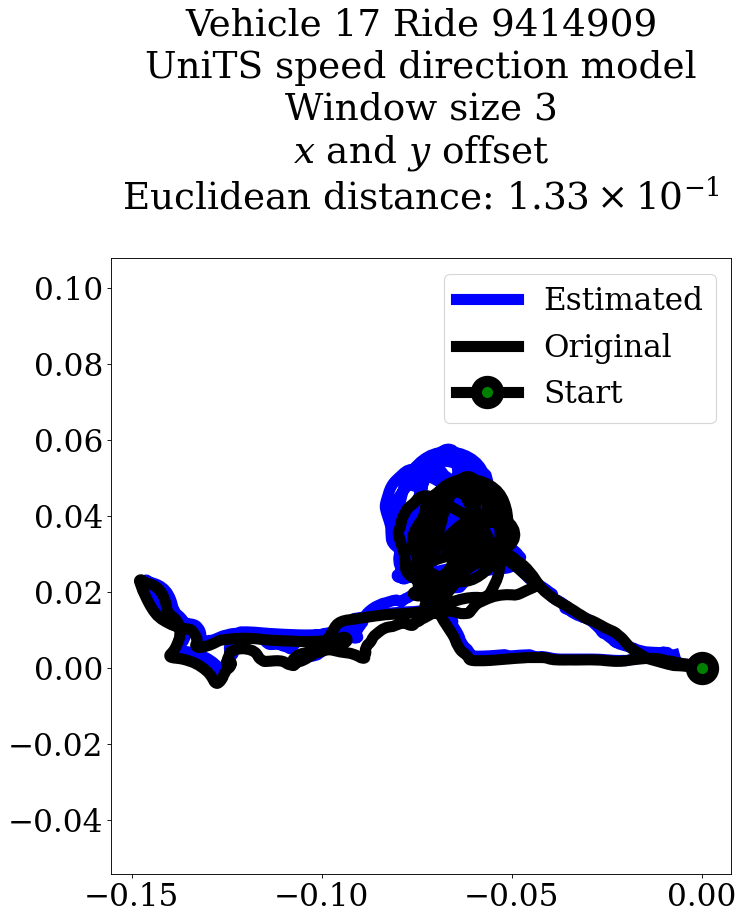 Vehicle 17 Ride 9414909
UniTS speed direction model
Window size 3
x and y offset
Euclidean distance: 1.33 × 10⁻¹
Estimated
Original
Start
0.10
0.08
0.06
0.04
0.02
0.00
−0.02
−0.04
−0.15
−0.10
−0.05
0.00